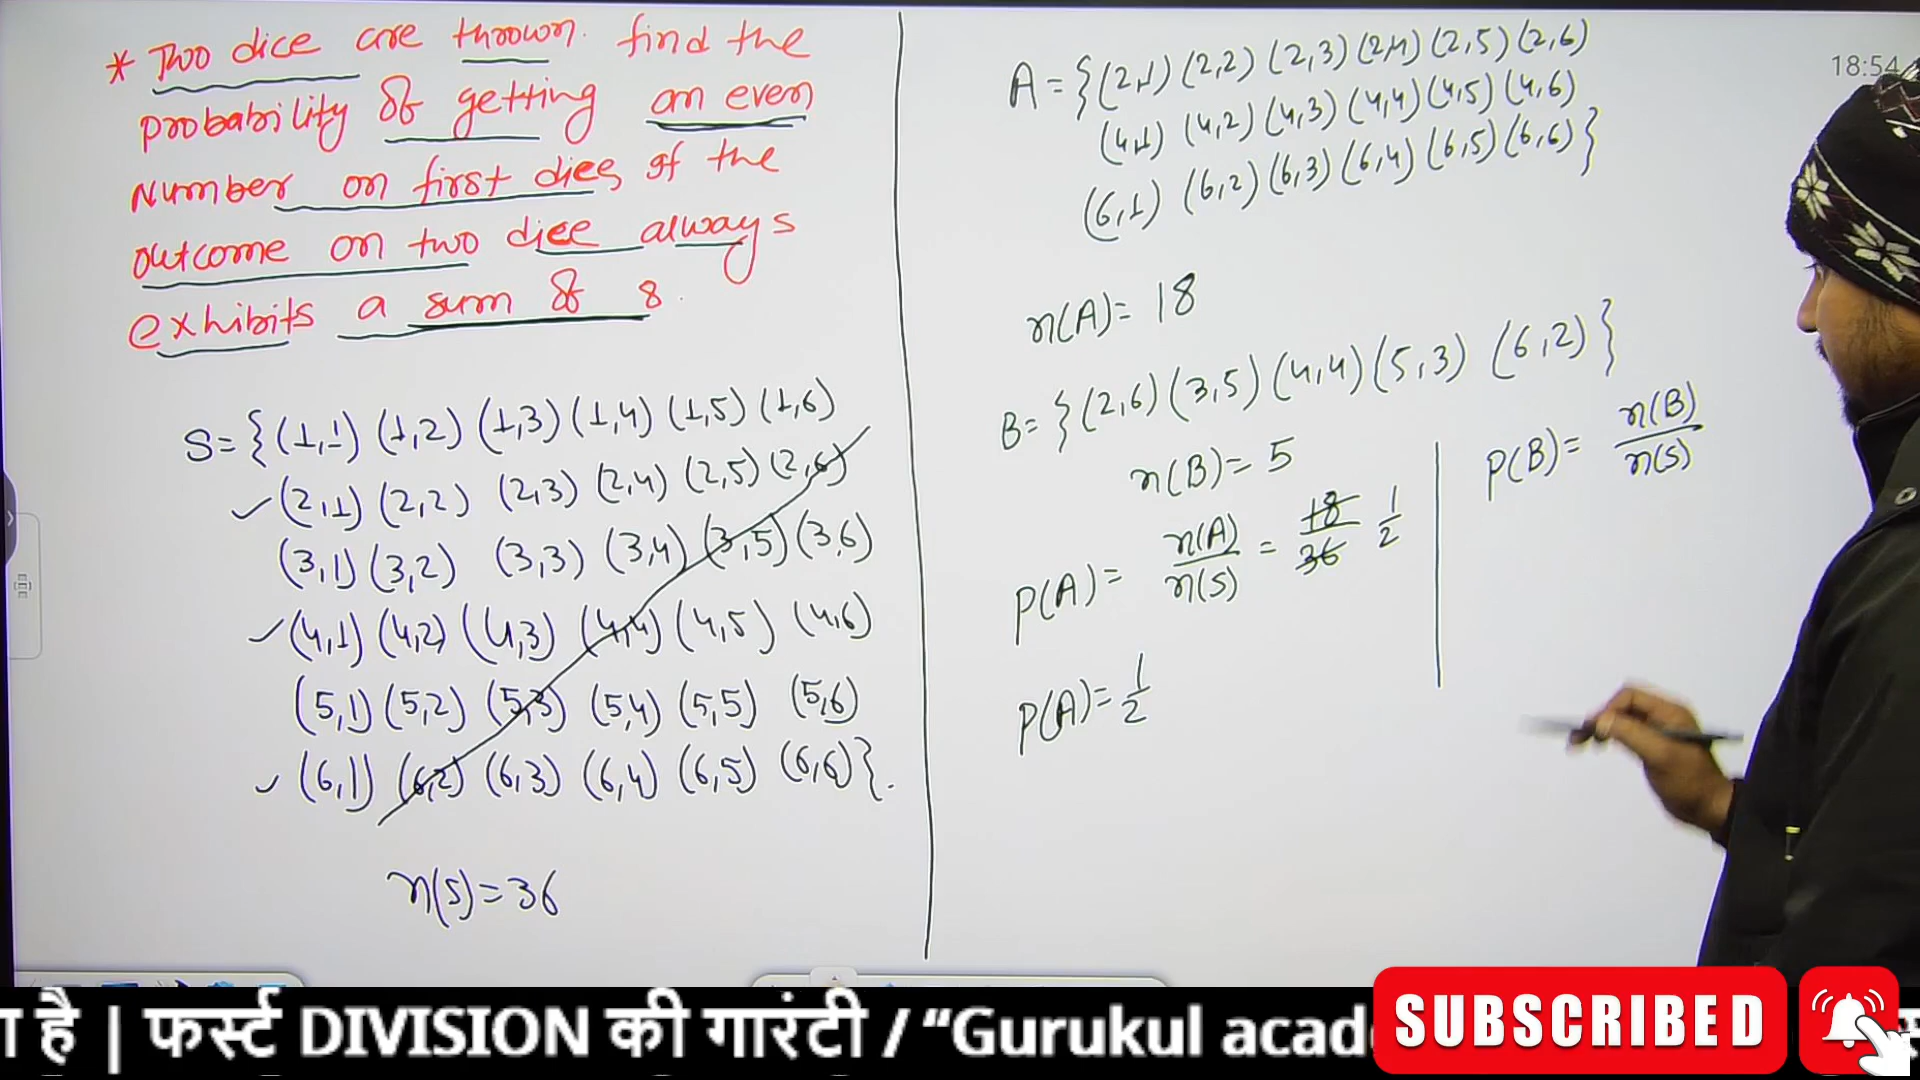 * Two dice are thrown. find the
probability of getting an even
Number on first dice, if the
outcome on two dice always
exhibits a sum of 8.
S={(1,1) (1,2) (1,3) (1,4) (1,5) (1,6)
✓ (2,1) (2,2) (2,3) (2,4) (2,5) (2,6)
(3,1) (3,2) (3,3) (3,4) (3,5) (3,6)
✓ (4,1) (4,2) (4,3) (4,4) (4,5) (4,6)
(5,1) (5,2) (5,3) (5,4) (5,5) (5,6)
✓ (6,1) (6,2) (6,3) (6,4) (6,5) (6,6)}.
n(S)=36
18:54
A={(2,1) (2,2) (2,3) (2,4) (2,5) (2,6)
(4,1) (4,2) (4,3) (4,4) (4,5) (4,6)
(6,1) (6,2) (6,3) (6,4) (6,5) (6,6)}
n(A)= 18
B={(2,6) (3,5) (4,4) (5,3) (6,2)}
n(B)= 5
P(A)= n(A)/n(S) = 18/36 1/2
P(A)= 1/2
P(B)= n(B)/n(S)
है | फर्स्ट DIVISION की गारंटी / “Gurukul acad
SUBSCRIBED